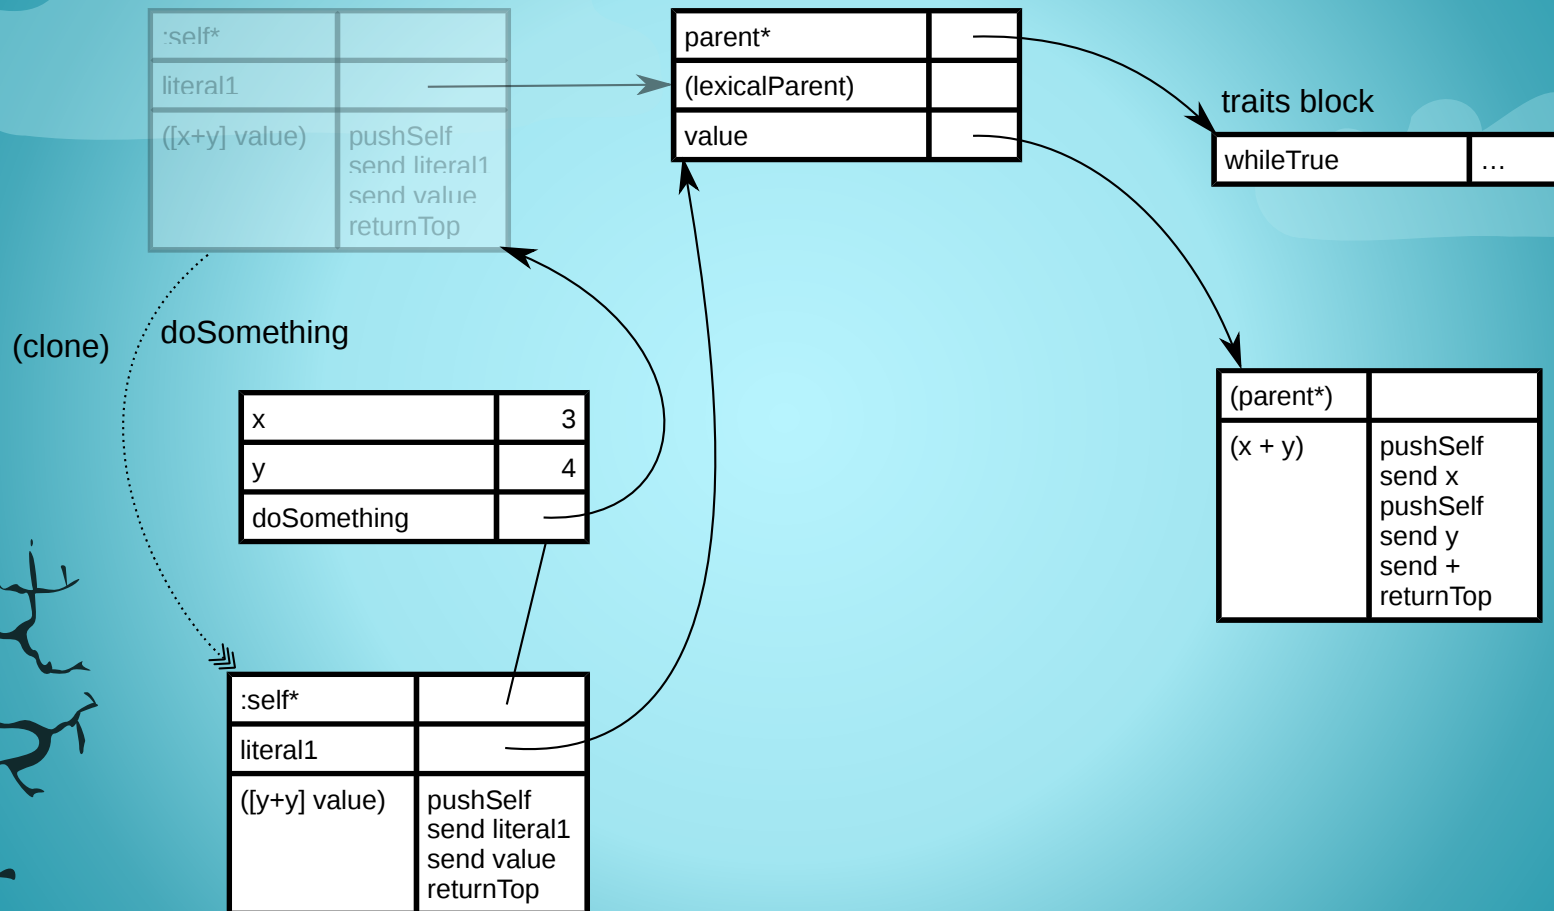 :self*
literal1
([x+y] value)
pushSelf
send literal1
send value
returnTop
parent*
(lexicalParent)
value
traits block
whileTrue ...
(clone)
doSomething
x 3
y 4
doSomething
(parent*)
(x + y)
pushSelf
send x
pushSelf
send y
send +
returnTop
:self*
literal1
([y+y] value)
pushSelf
send literal1
send value
returnTop